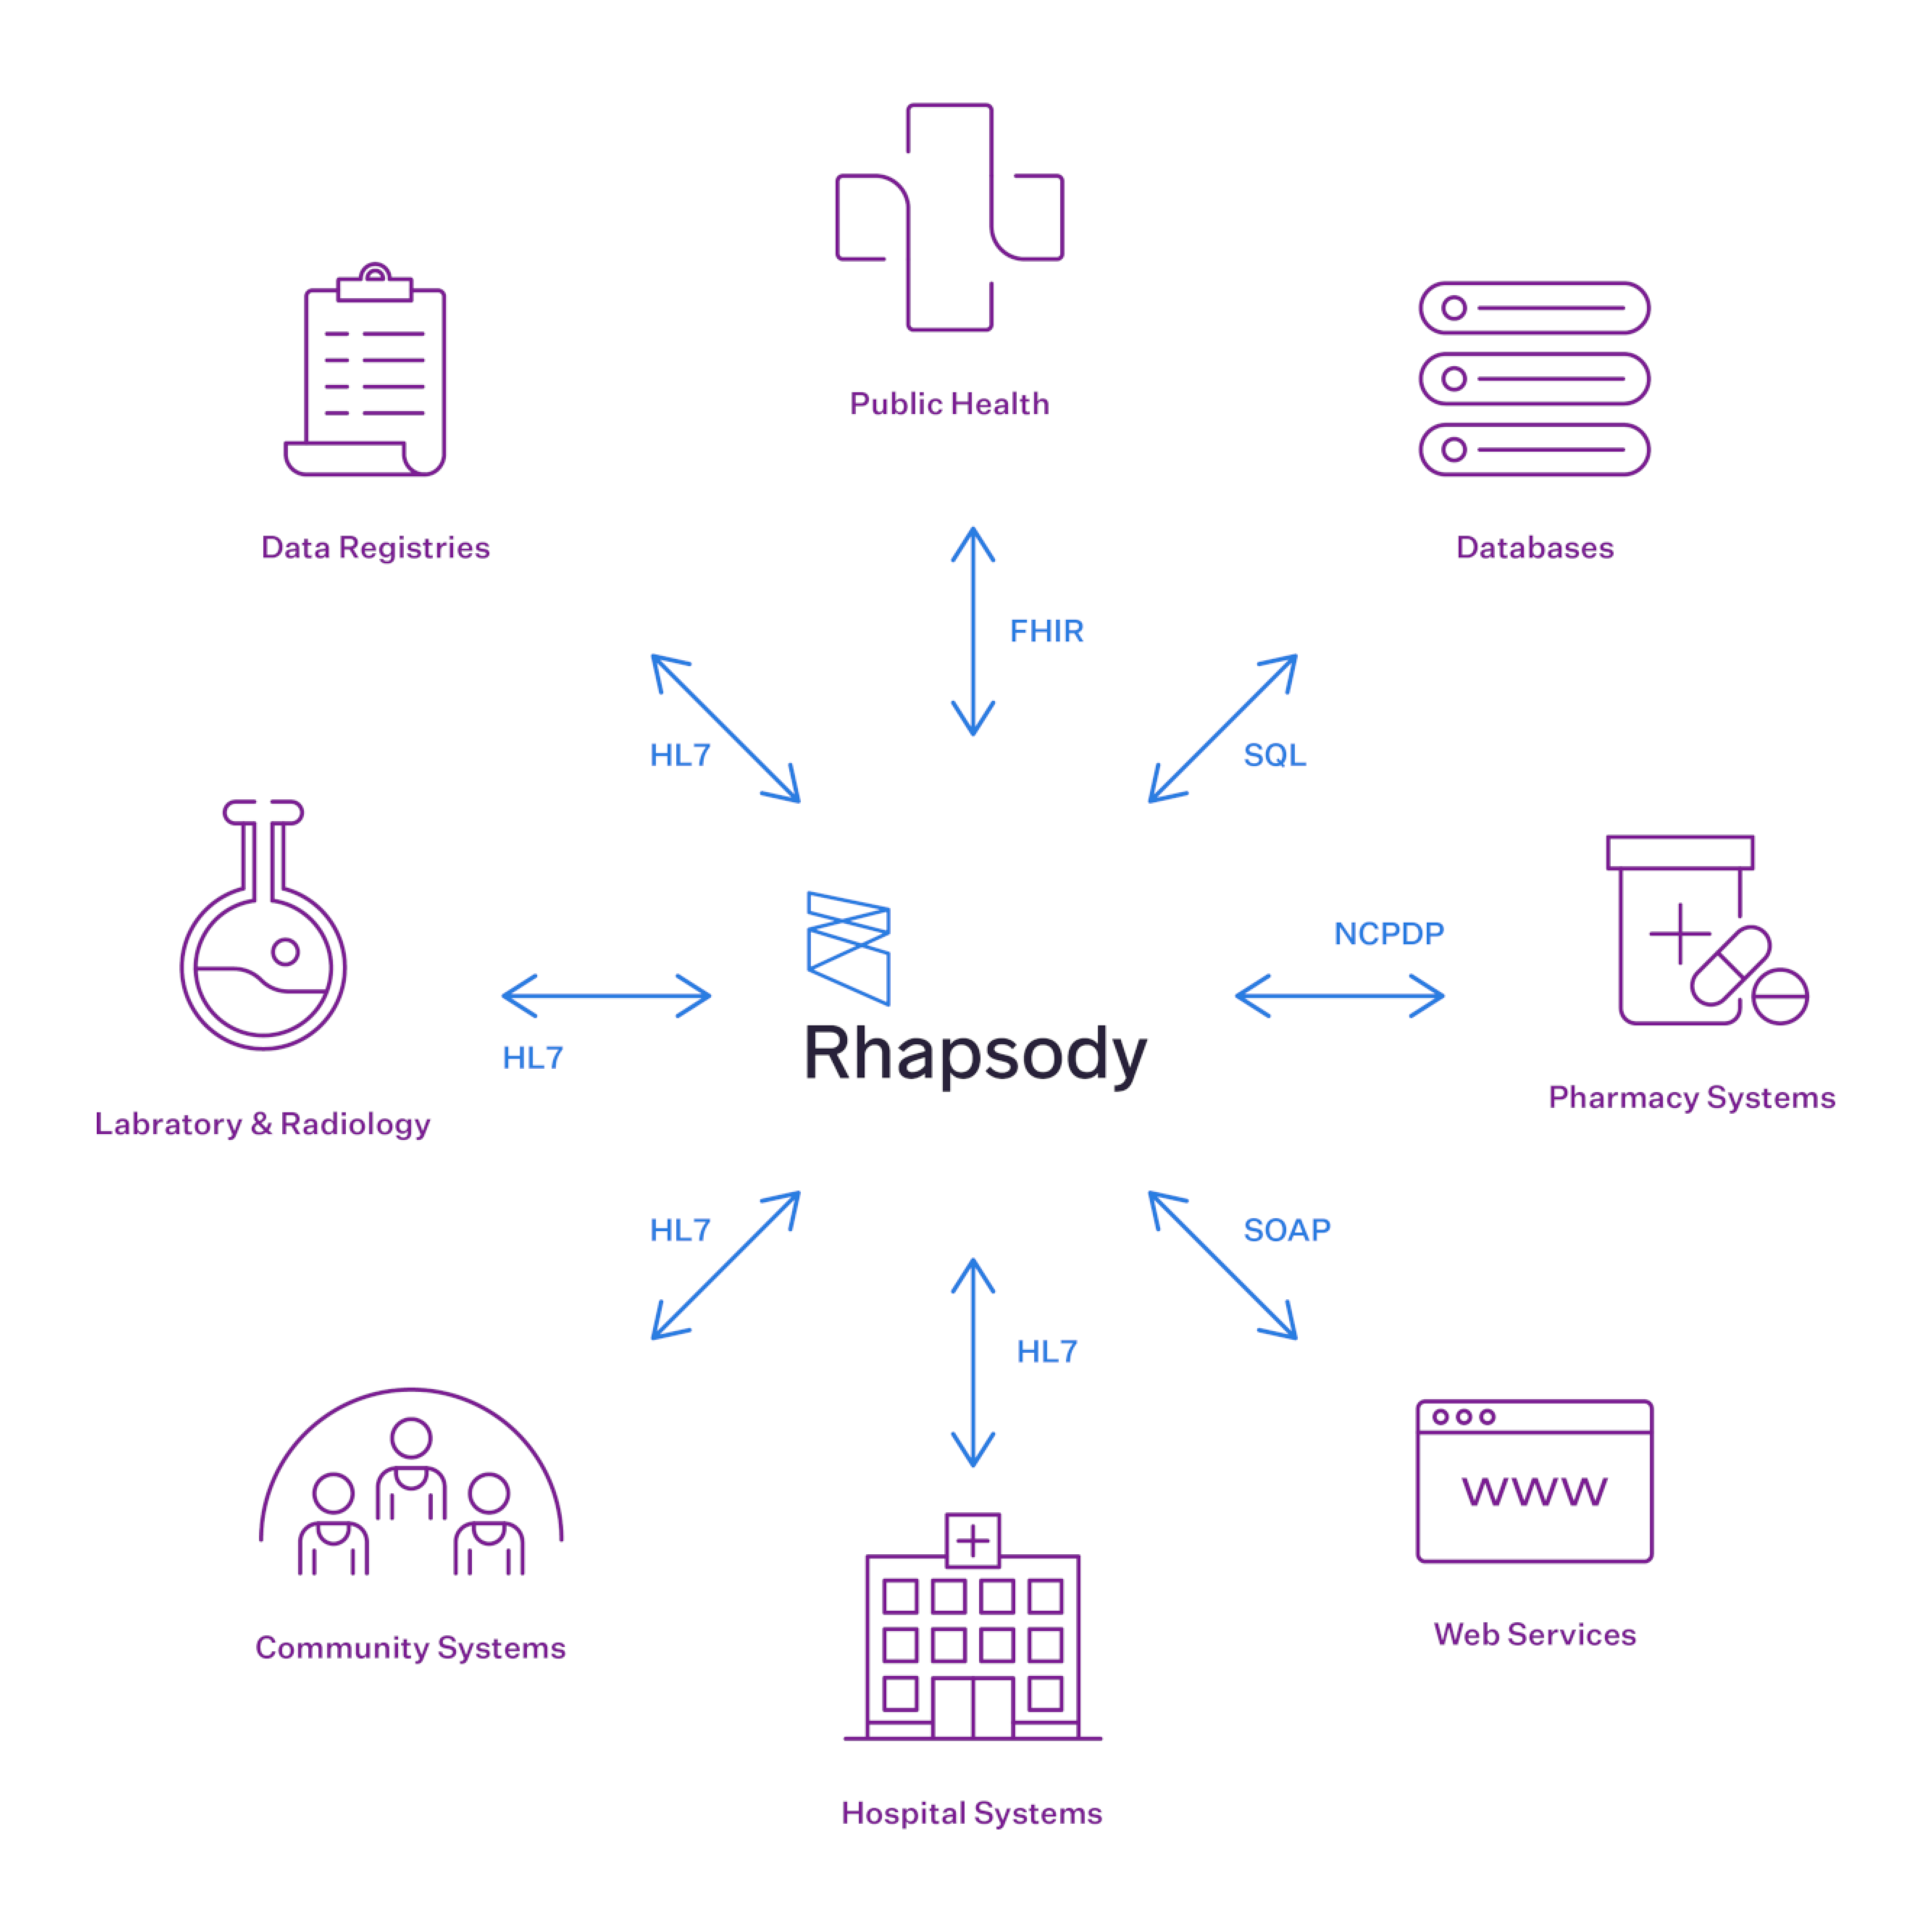 Public Health
Data Registries
Databases
FHIR
HL7
SQL
NCPDP
HL7
Rhapsody
Labratory & Radiology
Pharmacy Systems
HL7
SOAP
HL7
www
Community Systems
Web Services
Hospital Systems